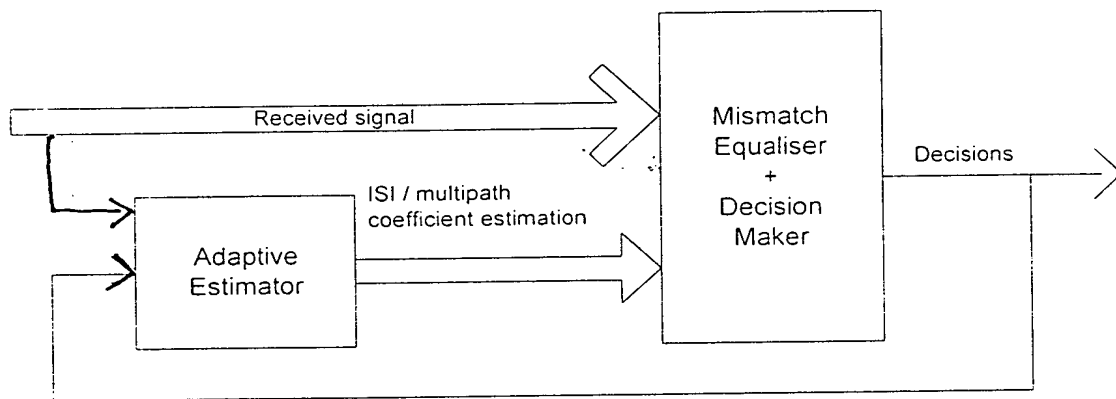 Received signal
Mismatch
Equaliser
+
Decision
Maker
Decisions
ISI / multipath
coefficient estimation
Adaptive
Estimator